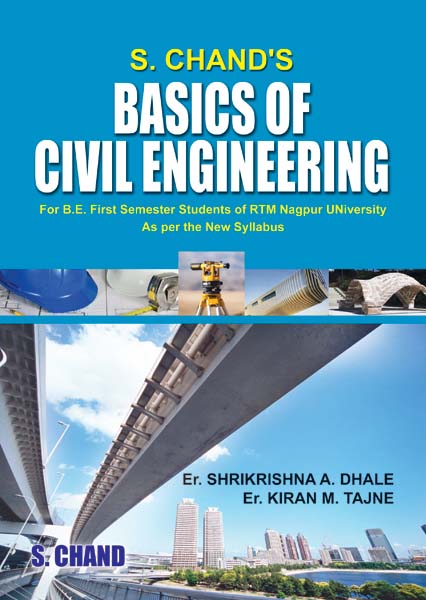 S. CHAND'S
BASICS OF
CIVIL ENGINEERING
For B.E. First Semester Students of RTM Nagpur UNiversity
As per the New Syllabus
Er. SHRIKRISHNA A. DHALE
Er. KIRAN M. TAJNE
S. CHAND